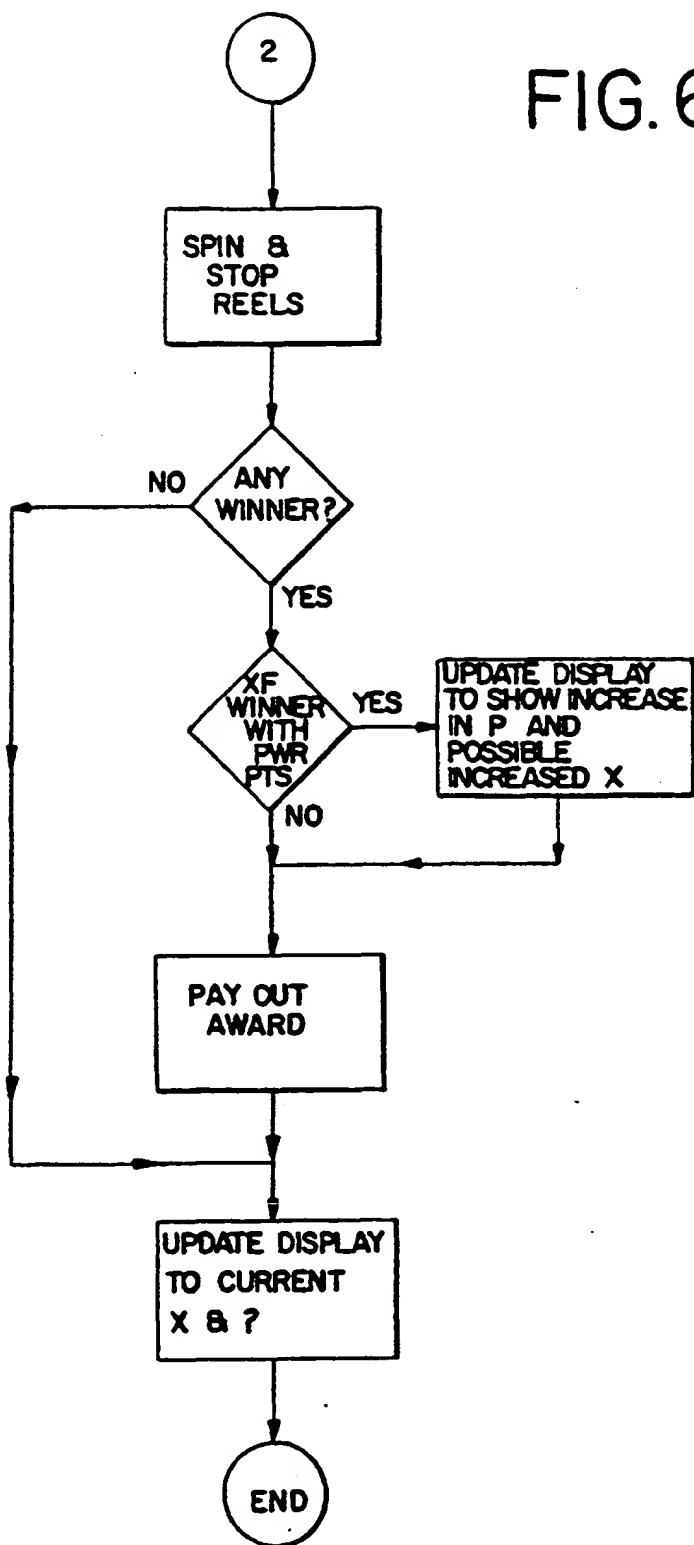 2
FIG. 6
SPIN &
STOP
REELS
ANY
WINNER?
NO
YES
XF
WINNER
WITH
PWR
PTS
YES
NO
UPDATE DISPLAY
TO SHOW INCREASE
IN P AND
POSSIBLE
INCREASED X
PAY OUT
AWARD
UPDATE DISPLAY
TO CURRENT
X & ?
END